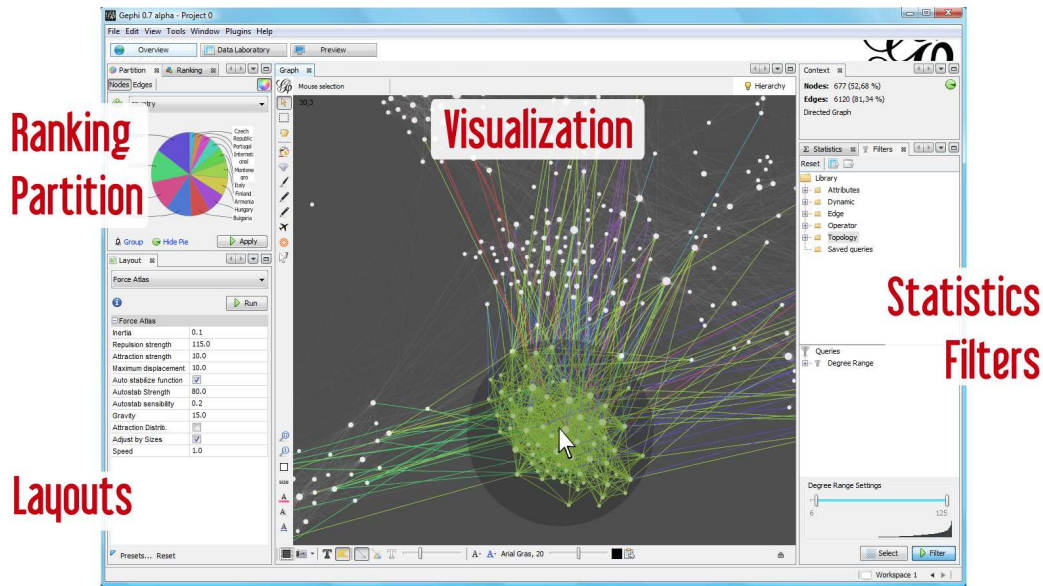 Gephi 0.7 alpha - Project 0
File Edit View Tools Window Plugins Help
Overview
Data Laboratory
Preview
Partition
Ranking
Nodes Edges
country
Czech
Republic
Portugal
Internati
onal
Montene
gro
Italy
Finland
Armenia
Hungary
Bulgaria
Group
Hide Pie
Apply
Ranking
Partition
Layout
Force Atlas
Run
Force Atlas
Inertia 0.1
Repulsion strength 115.0
Attraction strength 10.0
Maximum displacement 10.0
Auto stabilize function
Autostab Strength 80.0
Autostab sensibility 0.2
Gravity 15.0
Attraction Distrib.
Adjust by Sizes
Speed 1.0
Layouts
Presets... Reset
Graph
Mouse selection
Hierarchy
30,3
Visualization
SIZE
A
A
A
T
T
A- A- Arial Gras, 20
Context
Nodes: 677 (52,68 %)
Edges: 6120 (81,34 %)
Directed Graph
Σ Statistics
Filters
Reset
Library
Attributes
Dynamic
Edge
Operator
Topology
Saved queries
Statistics
Filters
Queries
Degree Range
Degree Range Settings
6 125
Select
Filter
Workspace 1